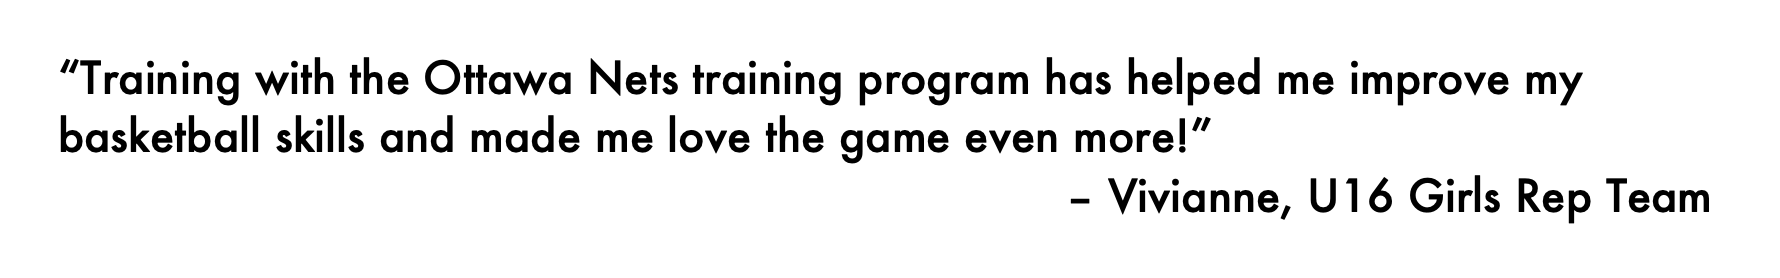 “Training with the Ottawa Nets training program has helped me improve my
basketball skills and made me love the game even more!”
– Vivianne, U16 Girls Rep Team